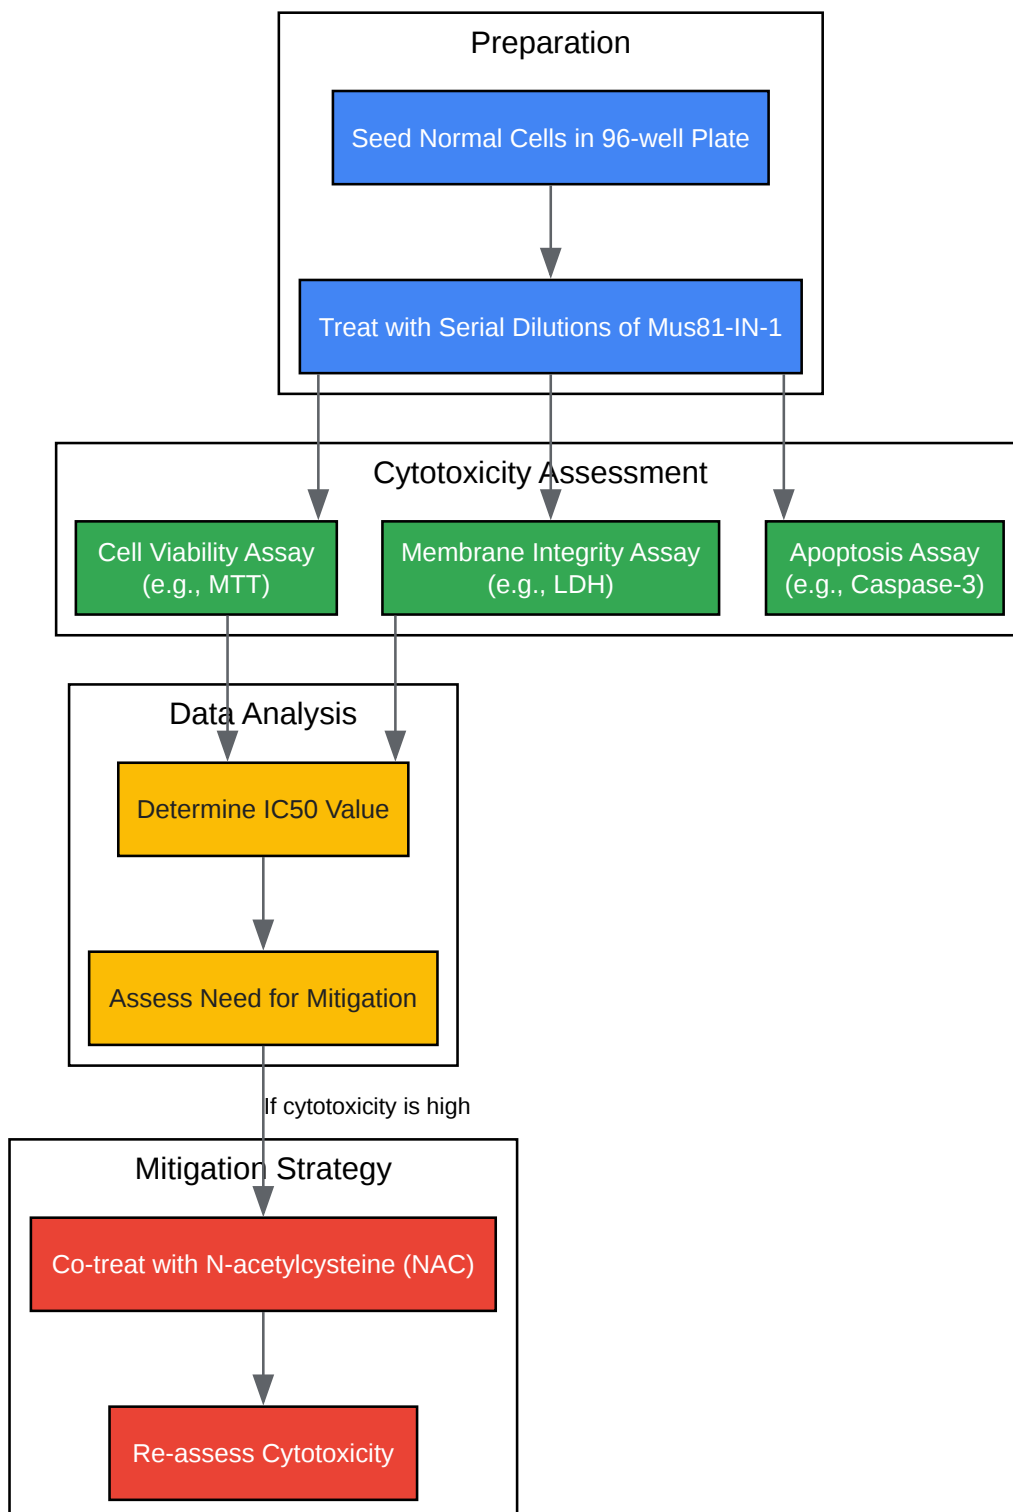 Preparation
Seed Normal Cells in 96-well Plate
Treat with Serial Dilutions of Mus81-IN-1
Cytotoxicity Assessment
Cell Viability Assay
(e.g., MTT)
Membrane Integrity Assay
(e.g., LDH)
Apoptosis Assay
(e.g., Caspase-3)
Data Analysis
Determine IC50 Value
Assess Need for Mitigation
If cytotoxicity is high
Mitigation Strategy
Co-treat with N-acetylcysteine (NAC)
Re-assess Cytotoxicity